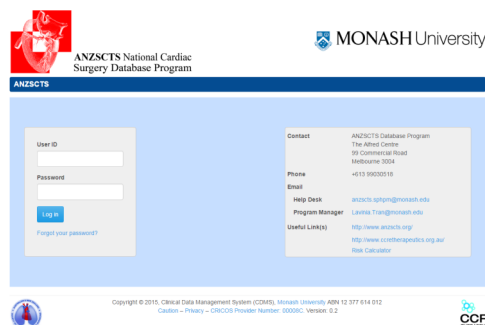 ANZSCTS National Cardiac
Surgery Database Program
MONASH University
ANZSCTS
User ID
Password
Log in
Forgot your password?
Contact
ANZSCTS Database Program
The Alfred Centre
99 Commercial Road
Melbourne 3004
Phone
+613 99030518
Email
Help Desk
anzscts.sphpm@monash.edu
Program Manager
Lavinia.Tran@monash.edu
Useful Link(s)
http://www.anzscts.org/
http://www.ccretherapeutics.org.au/
Risk Calculator
Copyright © 2015, Clinical Data Management System (CDMS), Monash University ABN 12 377 614 012
Caution – Privacy – CRICOS Provider Number: 00008C. Version: 0.2